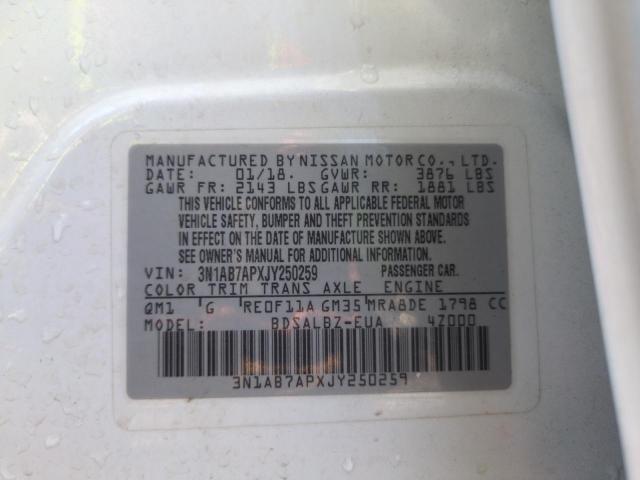 MANUFACTURED BY NISSAN MOTOR CO., LTD.
DATE: 01/18. GVWR: 3876 LBS
GAWR FR: 2143 LBS GAWR RR: 1881 LBS
THIS VEHICLE CONFORMS TO ALL APPLICABLE FEDERAL MOTOR
VEHICLE SAFETY, BUMPER AND THEFT PREVENTION STANDARDS
IN EFFECT ON THE DATE OF MANUFACTURE SHOWN ABOVE.
SEE OWNER'S MANUAL FOR ADDITIONAL INFORMATION.
VIN: 3N1AB7APXJY250259 PASSENGER CAR.
COLOR TRIM TRANS AXLE ENGINE
QM1 G RE0F11A GM35 MRA8DE 1798 CC
MODEL: BDSALBZ-EUA 4Z000
3N1AB7APXJY250259